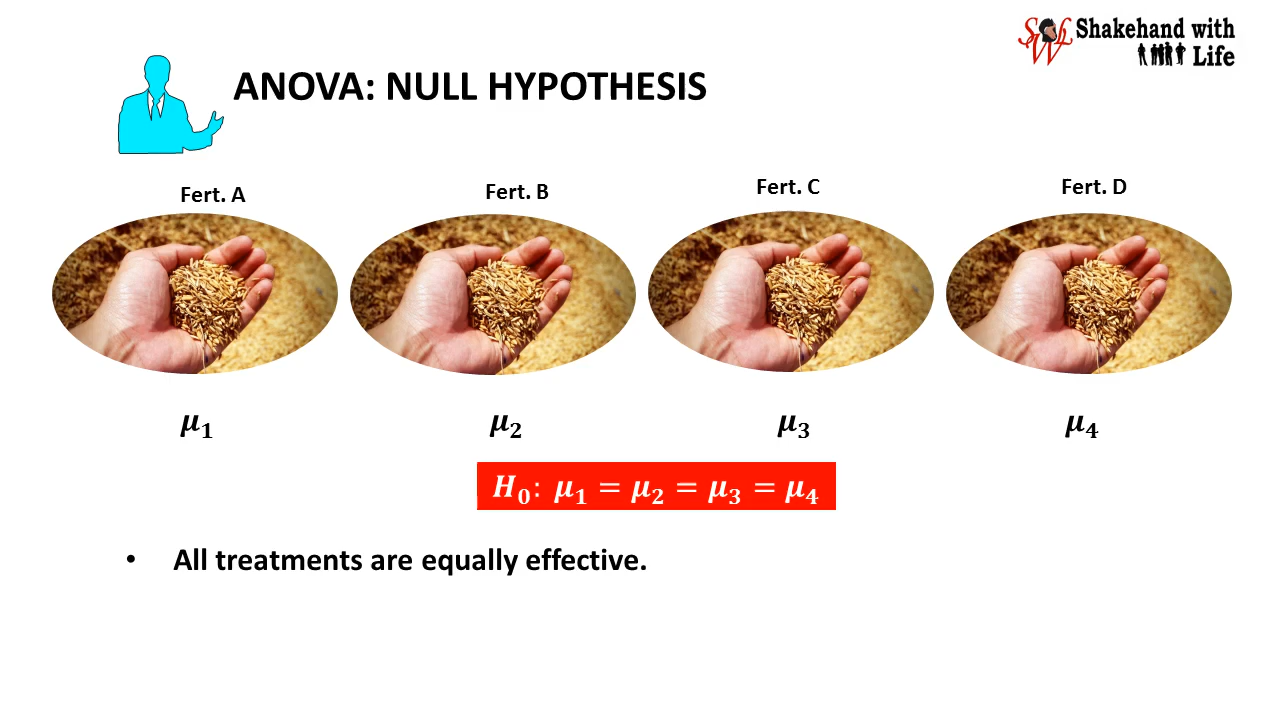 SWL Shakehand with
Life
ANOVA: NULL HYPOTHESIS
Fert. A
Fert. B
Fert. C
Fert. D
μ₁
μ₂
μ₃
μ₄
H₀: μ₁ = μ₂ = μ₃ = μ₄
• All treatments are equally effective.